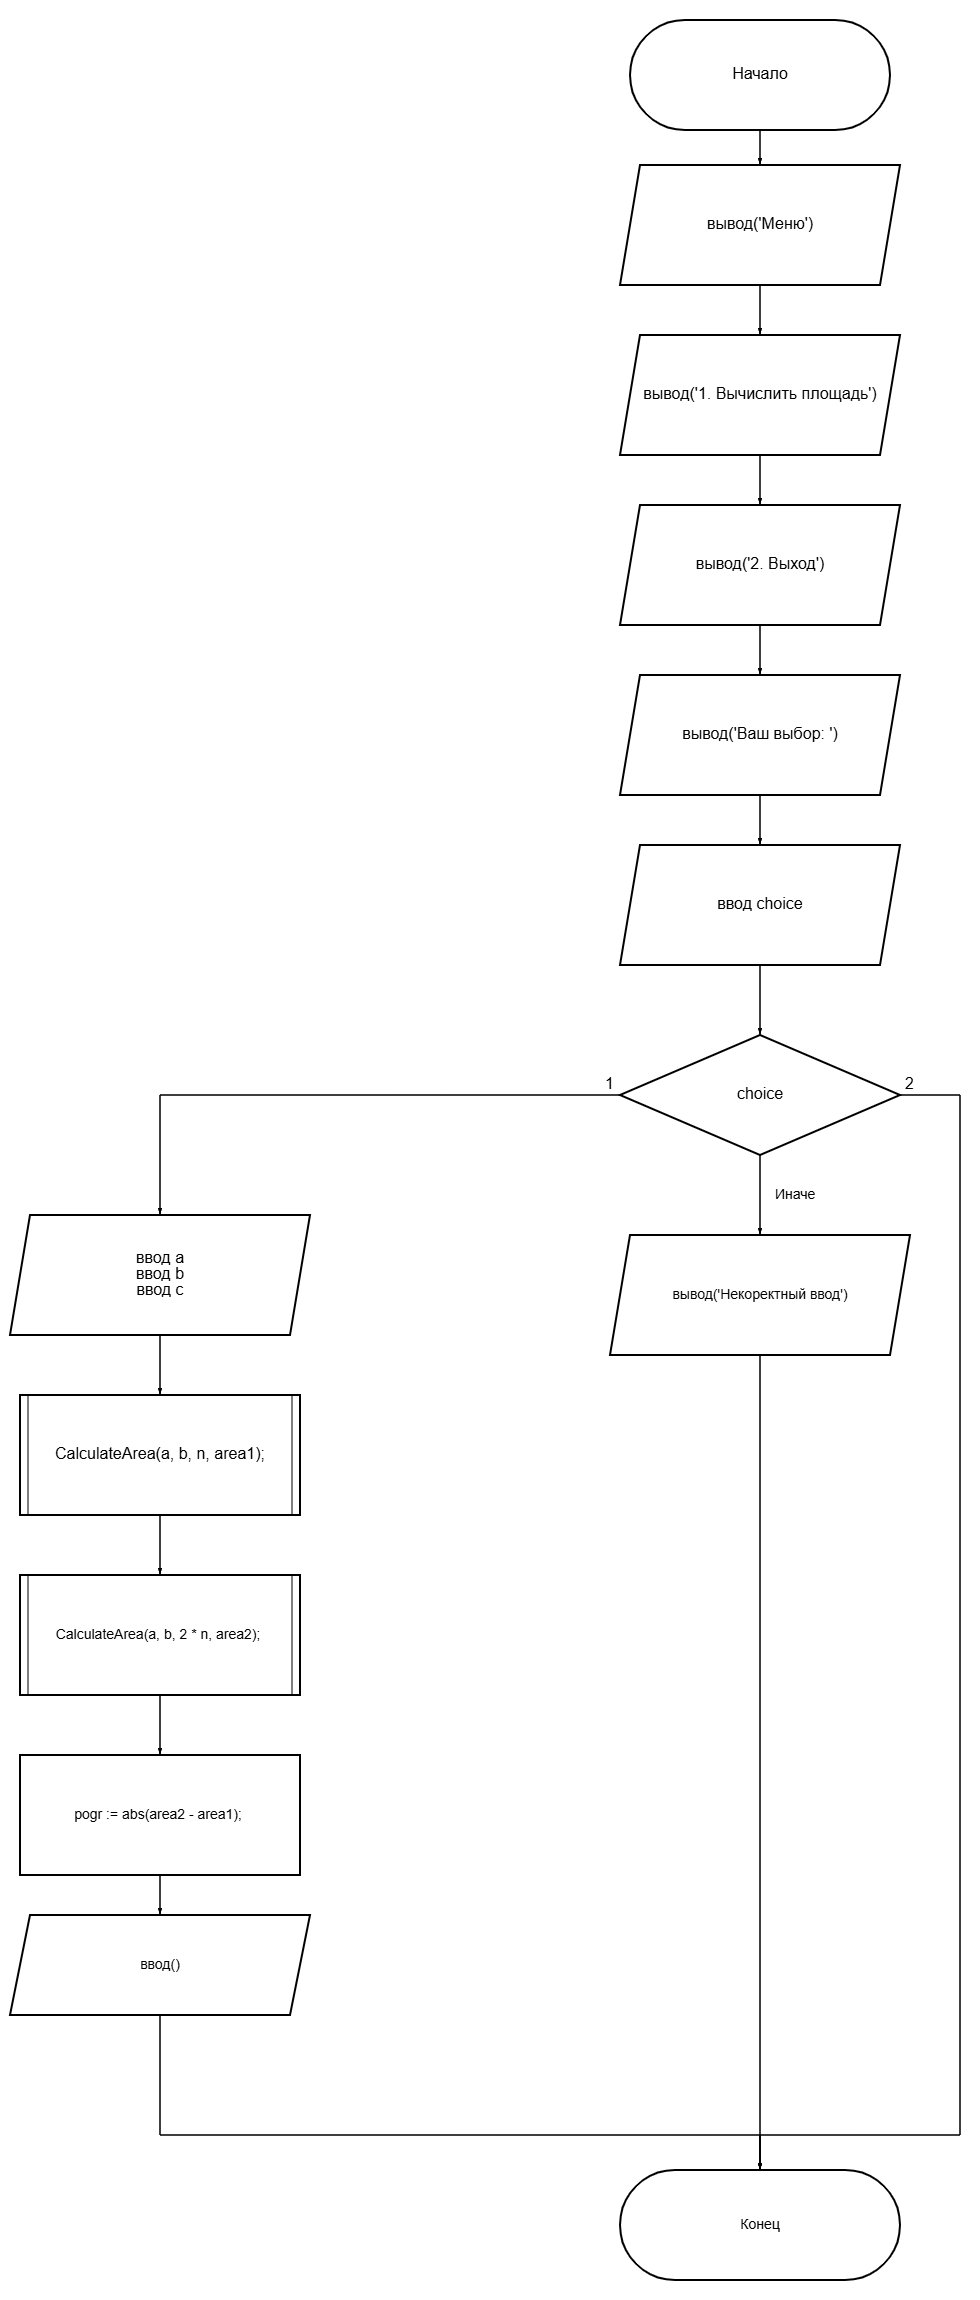 Начало
вывод('Меню')
вывод('1. Вычислить площадь')
вывод('2. Выход')
вывод('Ваш выбор: ')
ввод choice
1
choice
2
Иначе
ввод a
ввод b
ввод c
вывод('Некоректный ввод')
CalculateArea(a, b, n, area1);
CalculateArea(a, b, 2 * n, area2);
pogr := abs(area2 - area1);
ввод()
Конец